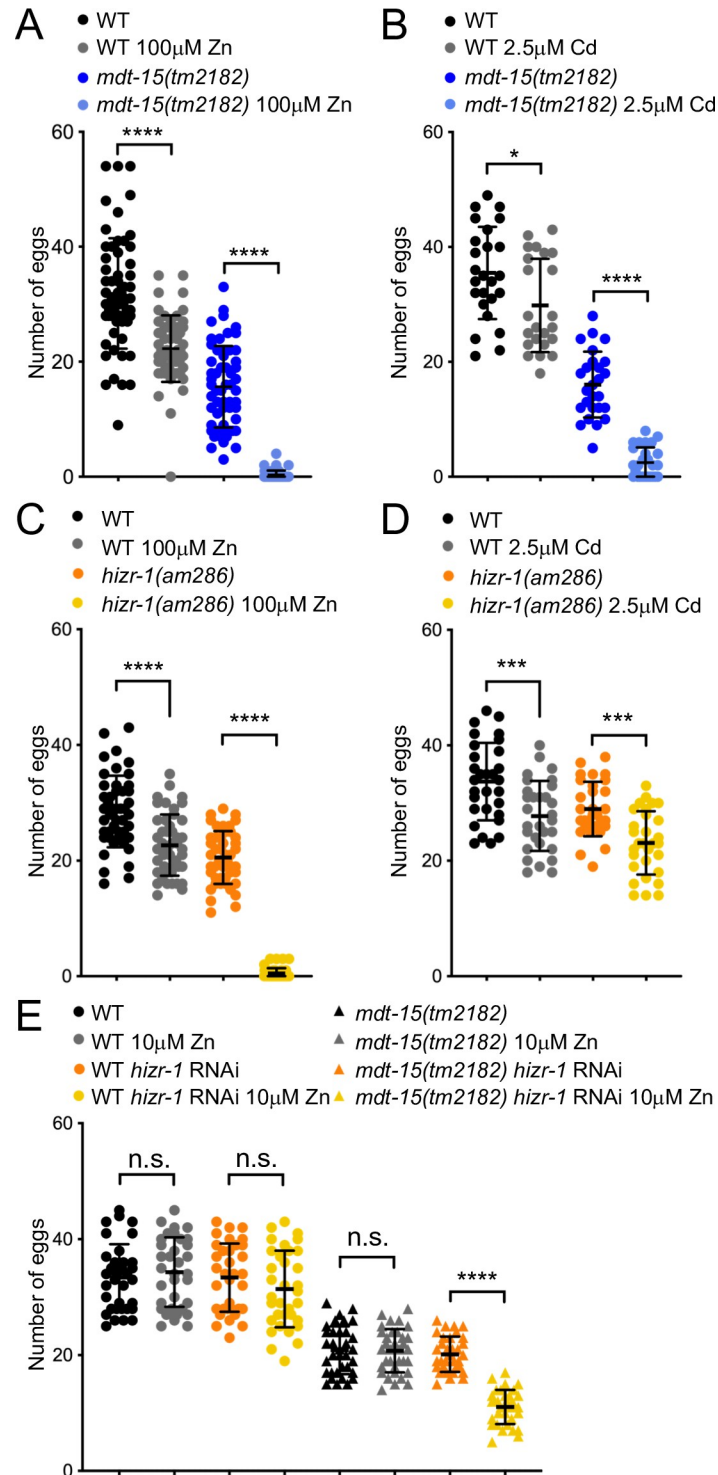 A
WT
WT 100μM Zn
mdt-15(tm2182)
mdt-15(tm2182) 100μM Zn
60
40
20
0
Number of eggs
****
****
B
WT
WT 2.5μM Cd
mdt-15(tm2182)
mdt-15(tm2182) 2.5μM Cd
60
40
20
0
Number of eggs
*
****
C
WT
WT 100μM Zn
hizr-1(am286)
hizr-1(am286) 100μM Zn
60
40
20
0
Number of eggs
****
****
D
WT
WT 2.5μM Cd
hizr-1(am286)
hizr-1(am286) 2.5μM Cd
60
40
20
0
Number of eggs
***
***
E
WT
WT 10μM Zn
WT hizr-1 RNAi
WT hizr-1 RNAi 10μM Zn
mdt-15(tm2182)
mdt-15(tm2182) 10μM Zn
mdt-15(tm2182) hizr-1 RNAi
mdt-15(tm2182) hizr-1 RNAi 10μM Zn
60
40
20
0
Number of eggs
n.s.
n.s.
n.s.
****